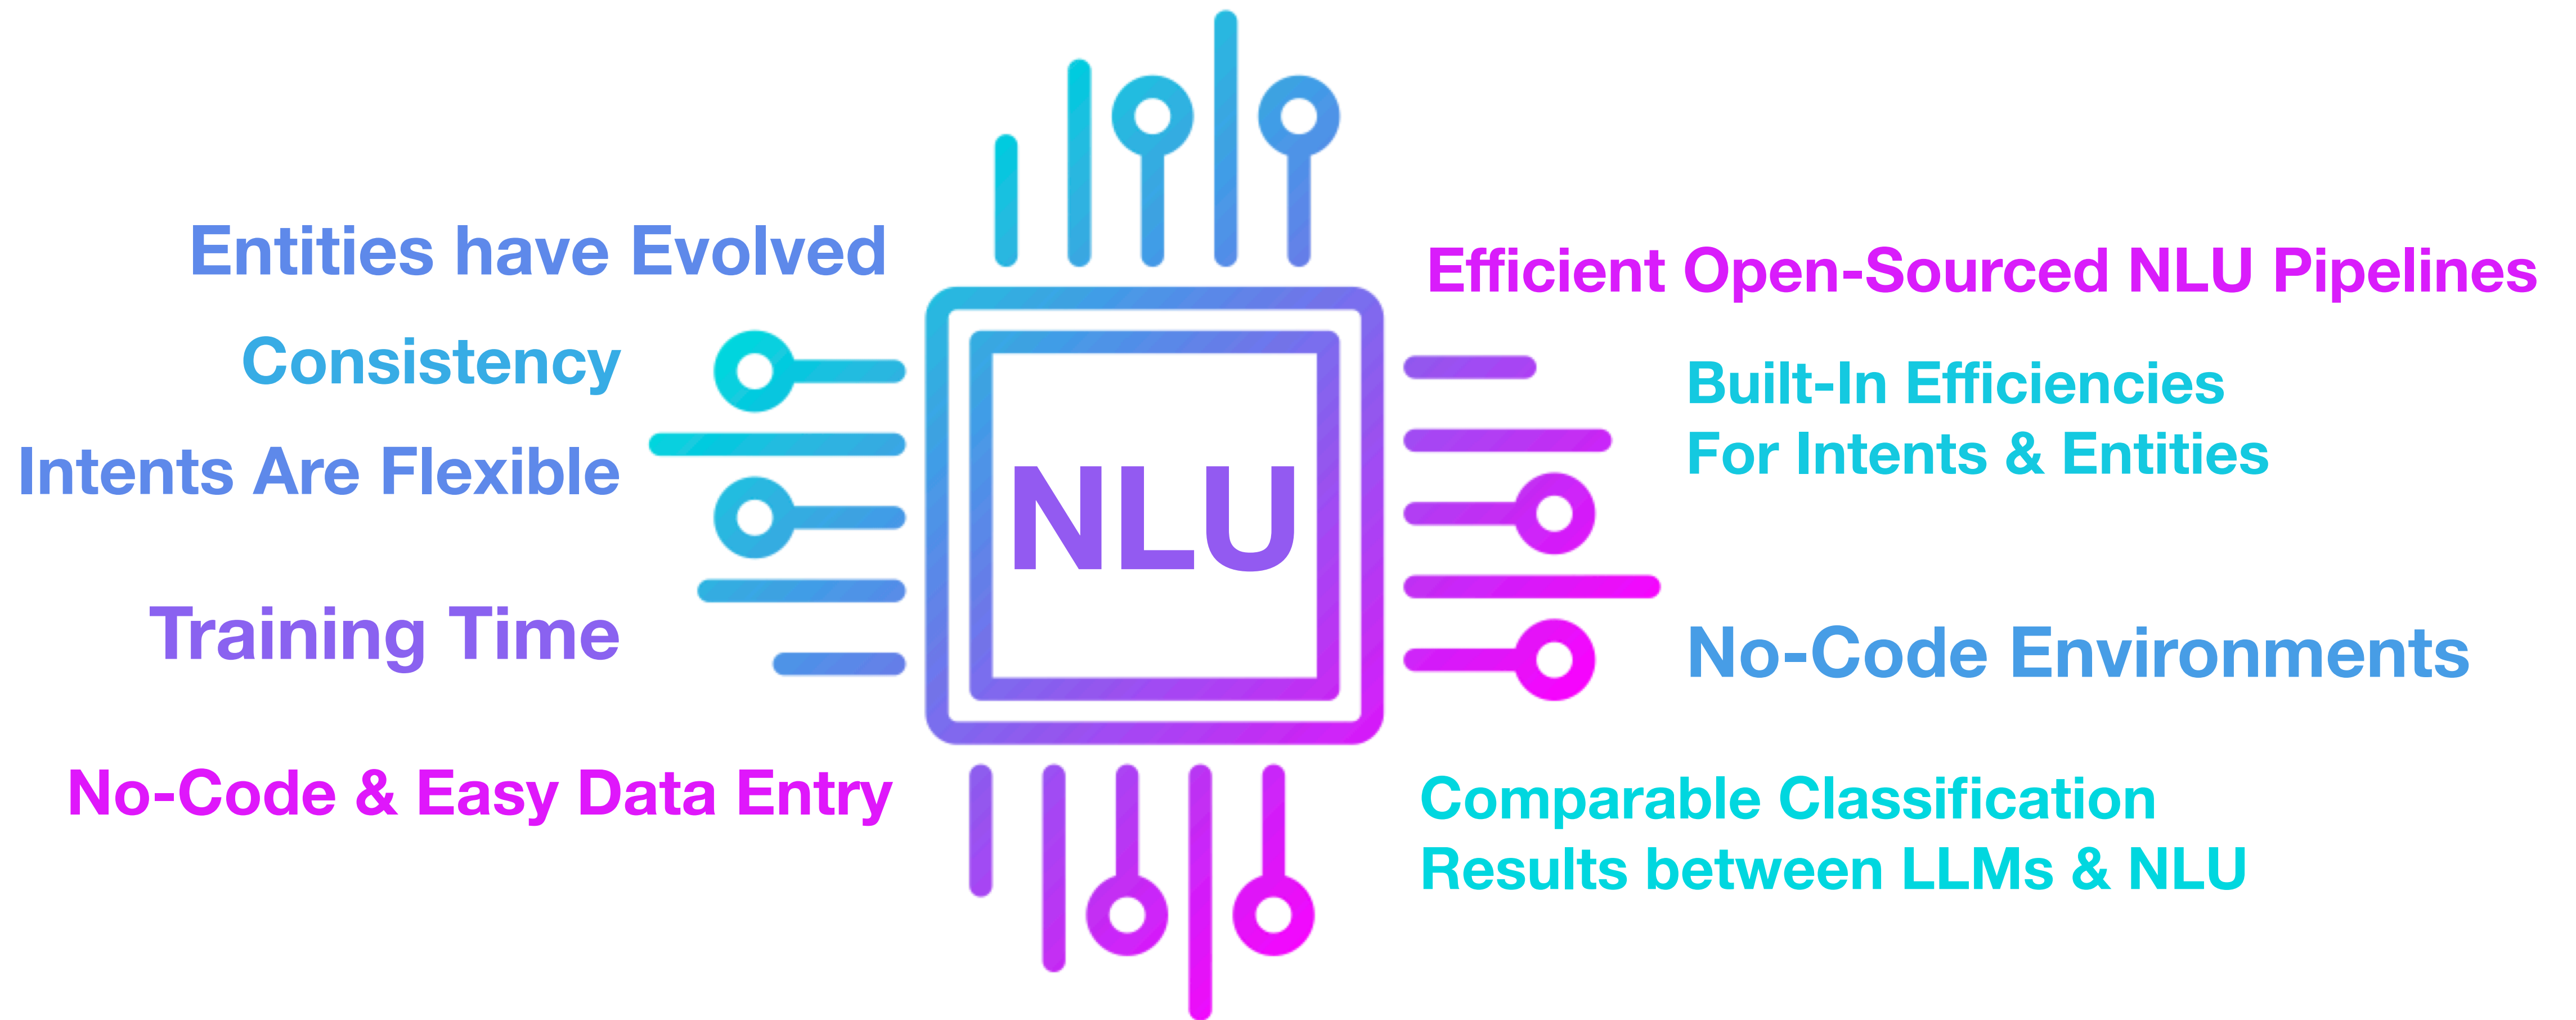 Entities have Evolved
Consistency
Intents Are Flexible
Training Time
No-Code & Easy Data Entry
NLU
Efficient Open-Sourced NLU Pipelines
Built-In Efficiencies
For Intents & Entities
No-Code Environments
Comparable Classification
Results between LLMs & NLU